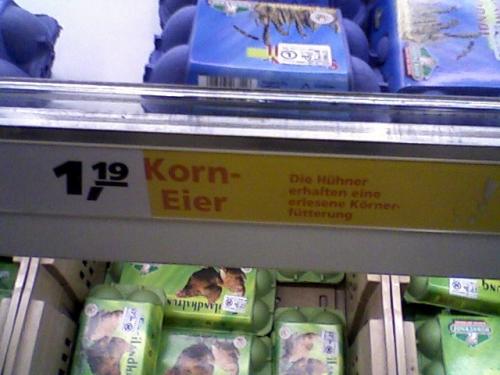 1,19
Korn-
Eier
Die Hühner
erhalten eine
erlesene Körner-
fütterung